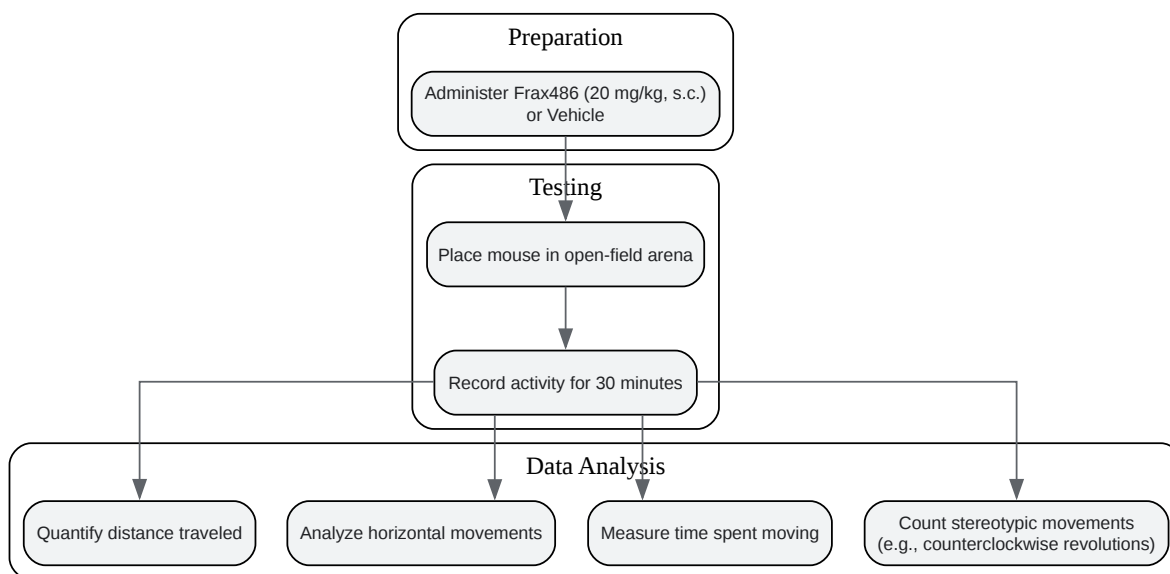 Preparation
Administer Frax486 (20 mg/kg, s.c.)
or Vehicle
Testing
Place mouse in open-field arena
Record activity for 30 minutes
Data Analysis
Quantify distance traveled
Analyze horizontal movements
Measure time spent moving
Count stereotypic movements
(e.g., counterclockwise revolutions)